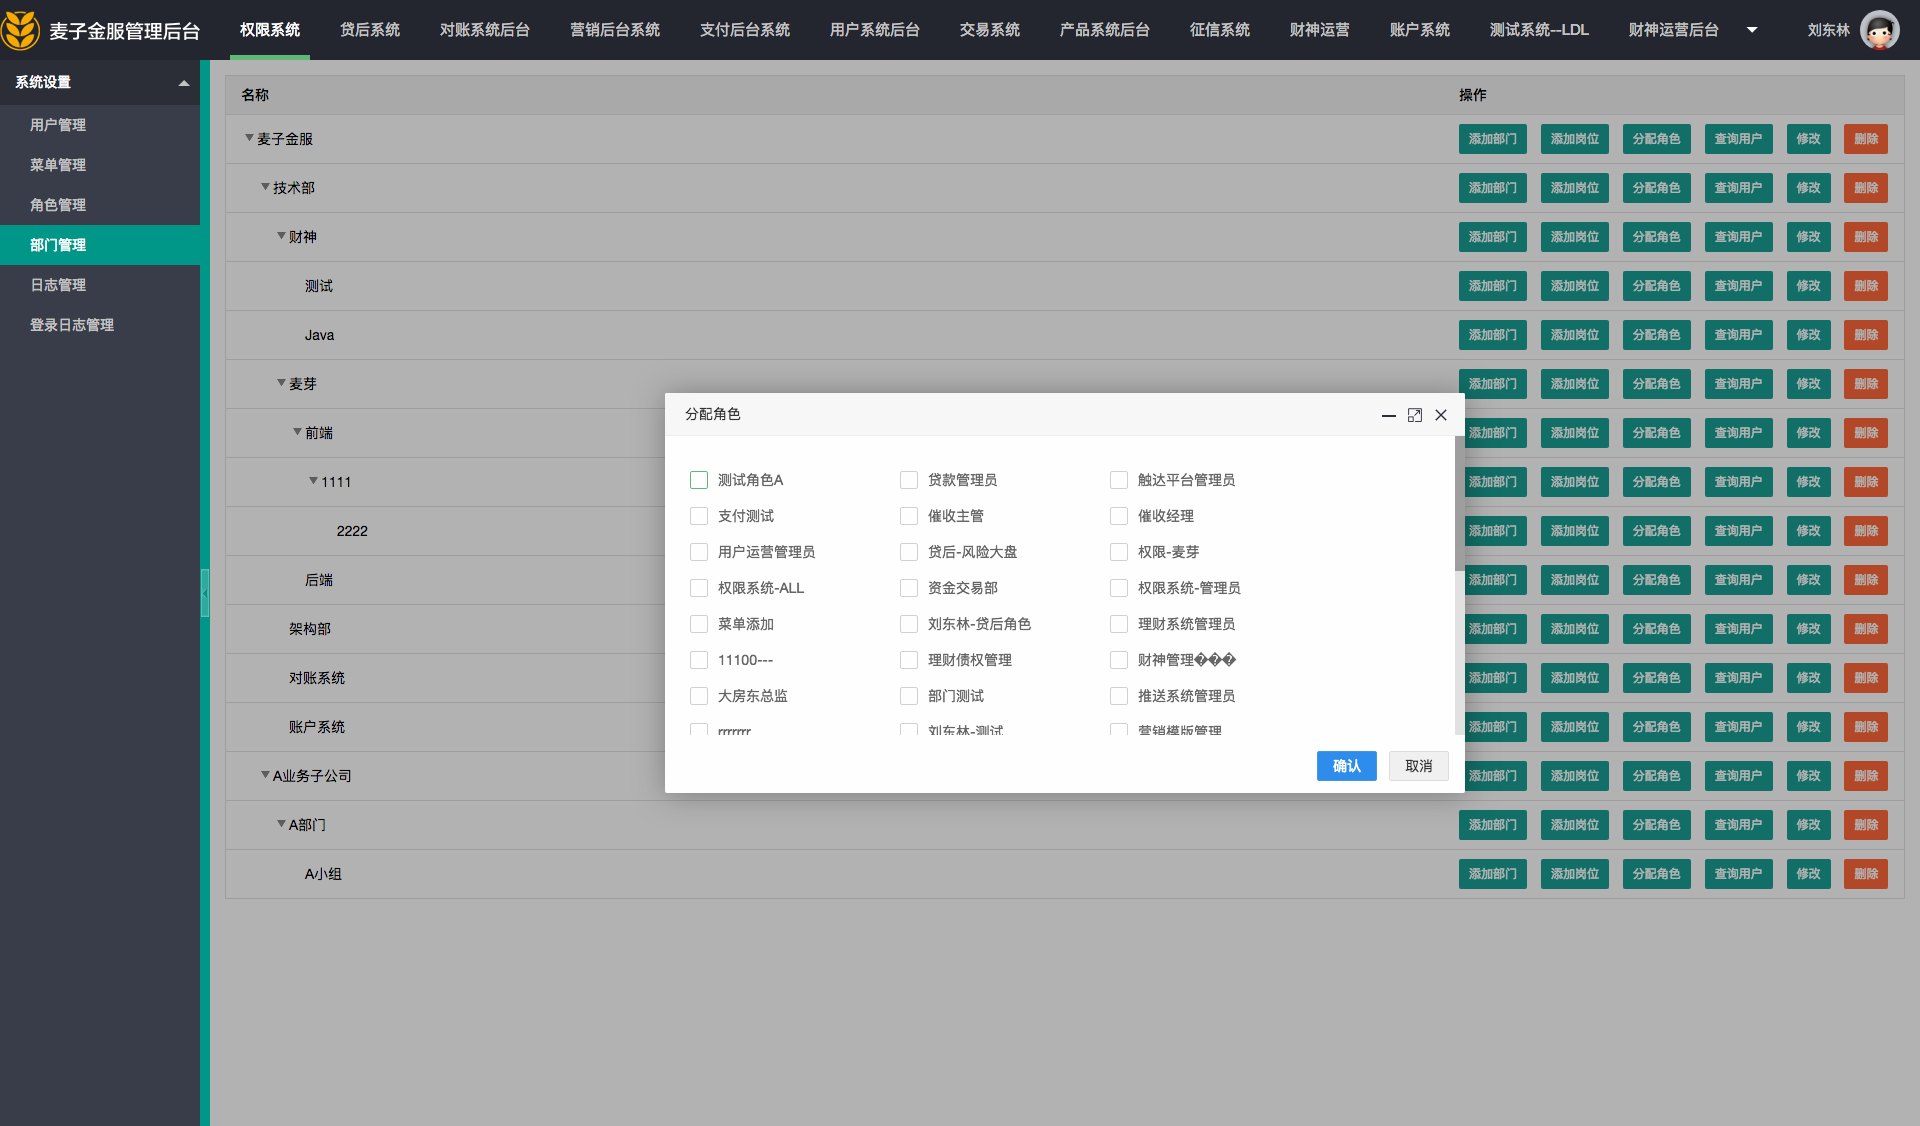 麦子金服管理后台 权限系统 贷后系统 对账系统后台 营销后台系统 支付后台系统 用户系统后台 交易系统 产品系统后台 征信系统 财神运营 账户系统 测试系统--LDL 财神运营后台 刘东林
系统设置
用户管理
菜单管理
角色管理
部门管理
日志管理
登录日志管理
名称 操作
麦子金服 添加部门 添加岗位 分配角色 查询用户 修改 删除
技术部 添加部门 添加岗位 分配角色 查询用户 修改 删除
财神 添加部门 添加岗位 分配角色 查询用户 修改 删除
测试 添加部门 添加岗位 分配角色 查询用户 修改 删除
Java 添加部门 添加岗位 分配角色 查询用户 修改 删除
麦芽 添加部门 添加岗位 分配角色 查询用户 修改 删除
前端 添加部门 添加岗位 分配角色 查询用户 修改 删除
1111 添加部门 添加岗位 分配角色 查询用户 修改 删除
2222 添加部门 添加岗位 分配角色 查询用户 修改 删除
后端 添加部门 添加岗位 分配角色 查询用户 修改 删除
架构部 添加部门 添加岗位 分配角色 查询用户 修改 删除
对账系统 添加部门 添加岗位 分配角色 查询用户 修改 删除
账户系统 添加部门 添加岗位 分配角色 查询用户 修改 删除
A业务子公司 添加部门 添加岗位 分配角色 查询用户 修改 删除
A部门 添加部门 添加岗位 分配角色 查询用户 修改 删除
A小组 添加部门 添加岗位 分配角色 查询用户 修改 删除
分配角色
测试角色A 贷款管理员 触达平台管理员
支付测试 催收主管 催收经理
用户运营管理员 贷后-风险大盘 权限-麦芽
权限系统-ALL 资金交易部 权限系统-管理员
菜单添加 刘东林-贷后角色 理财系统管理员
11100--- 理财债权管理 财神管理���
大房东总监 部门测试 推送系统管理员
rrrrrrr 刘东林-测试 营销模版管理
确认 取消